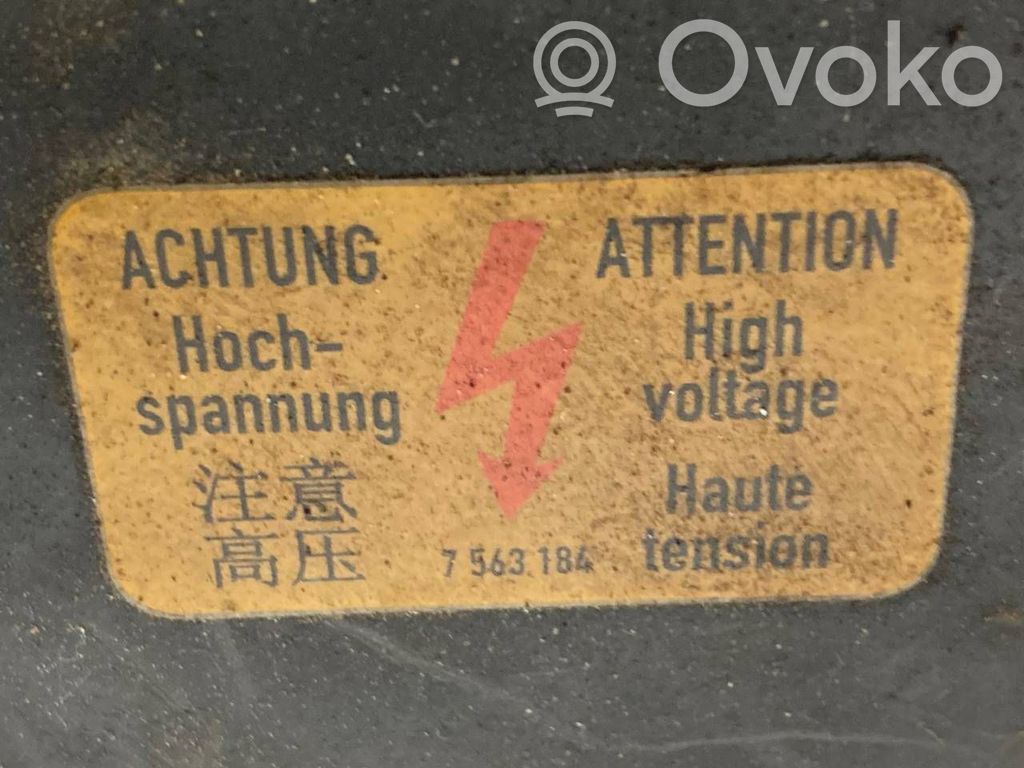 Ovoko
ACHTUNG
Hoch-
spannung
注意
高压
ATTENTION
High
voltage
Haute
tension
7 563 184